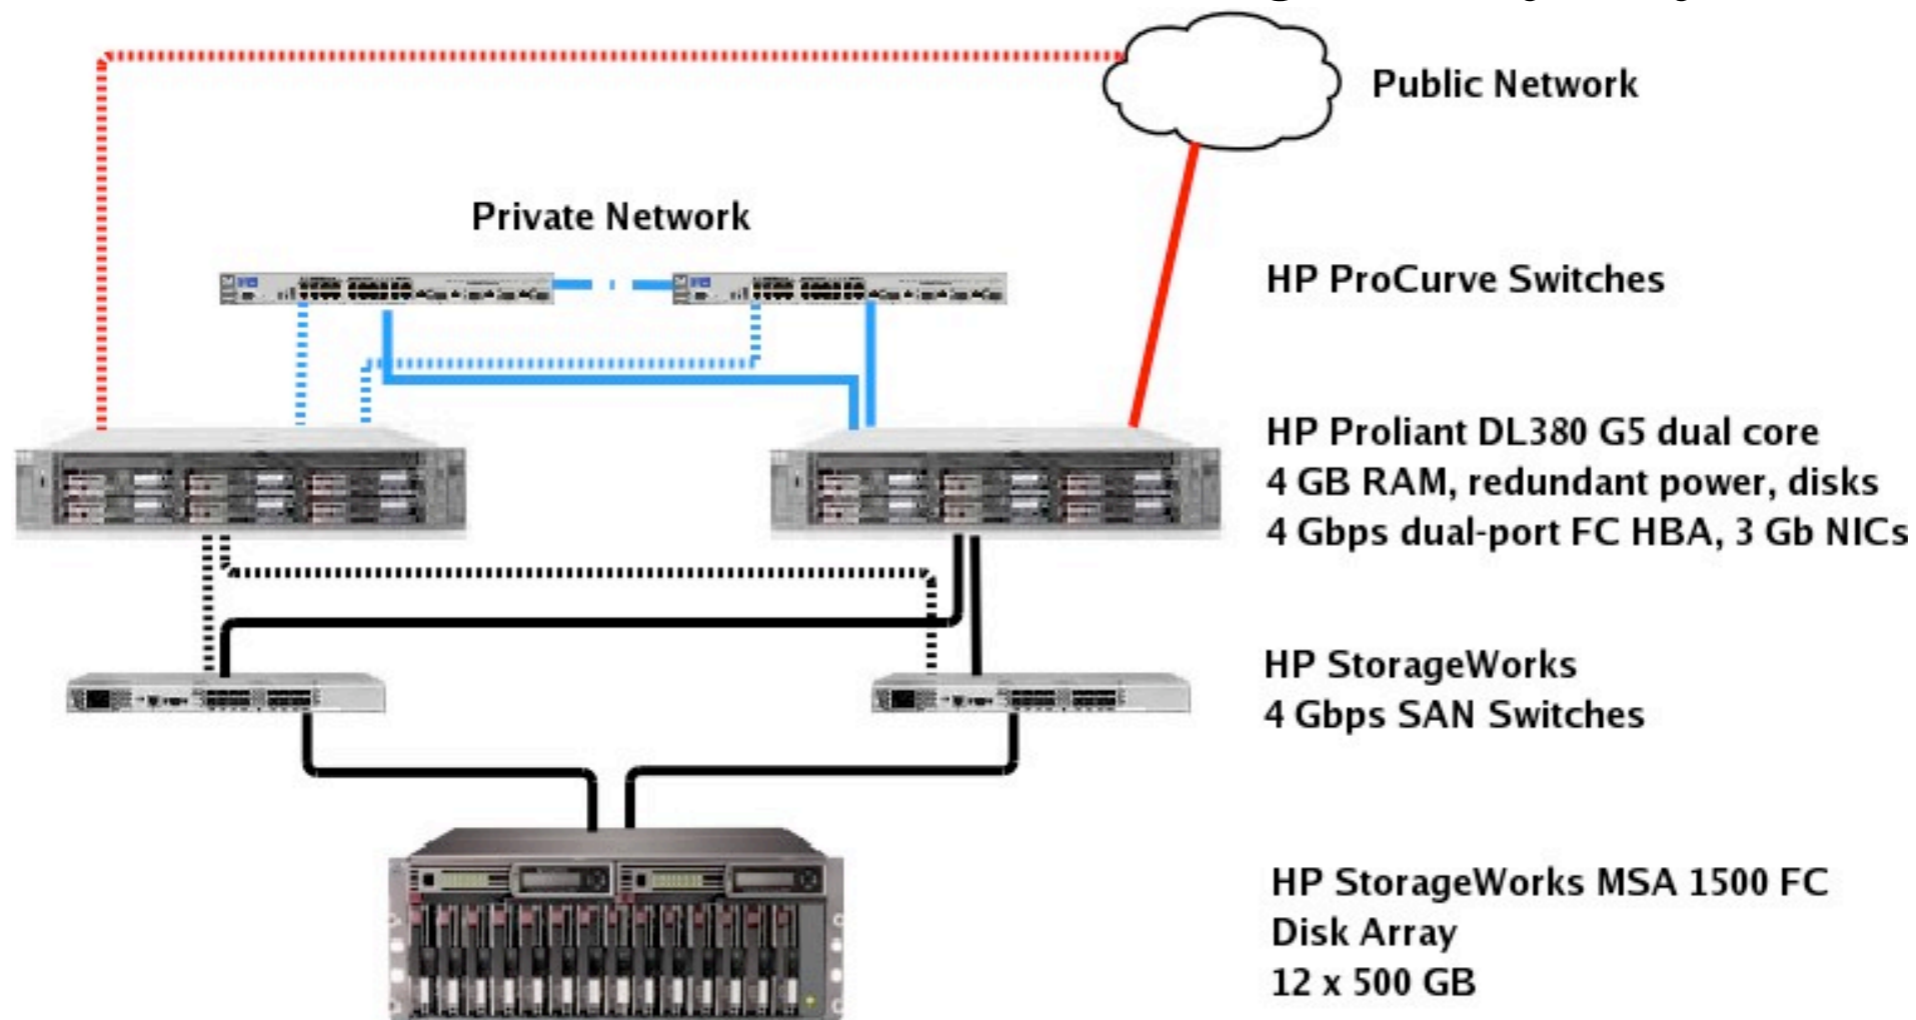 Public Network
Private Network
HP ProCurve Switches
HP Proliant DL380 G5 dual core
4 GB RAM, redundant power, disks
4 Gbps dual-port FC HBA, 3 Gb NICs
HP StorageWorks
4 Gbps SAN Switches
HP StorageWorks MSA 1500 FC
Disk Array
12 x 500 GB